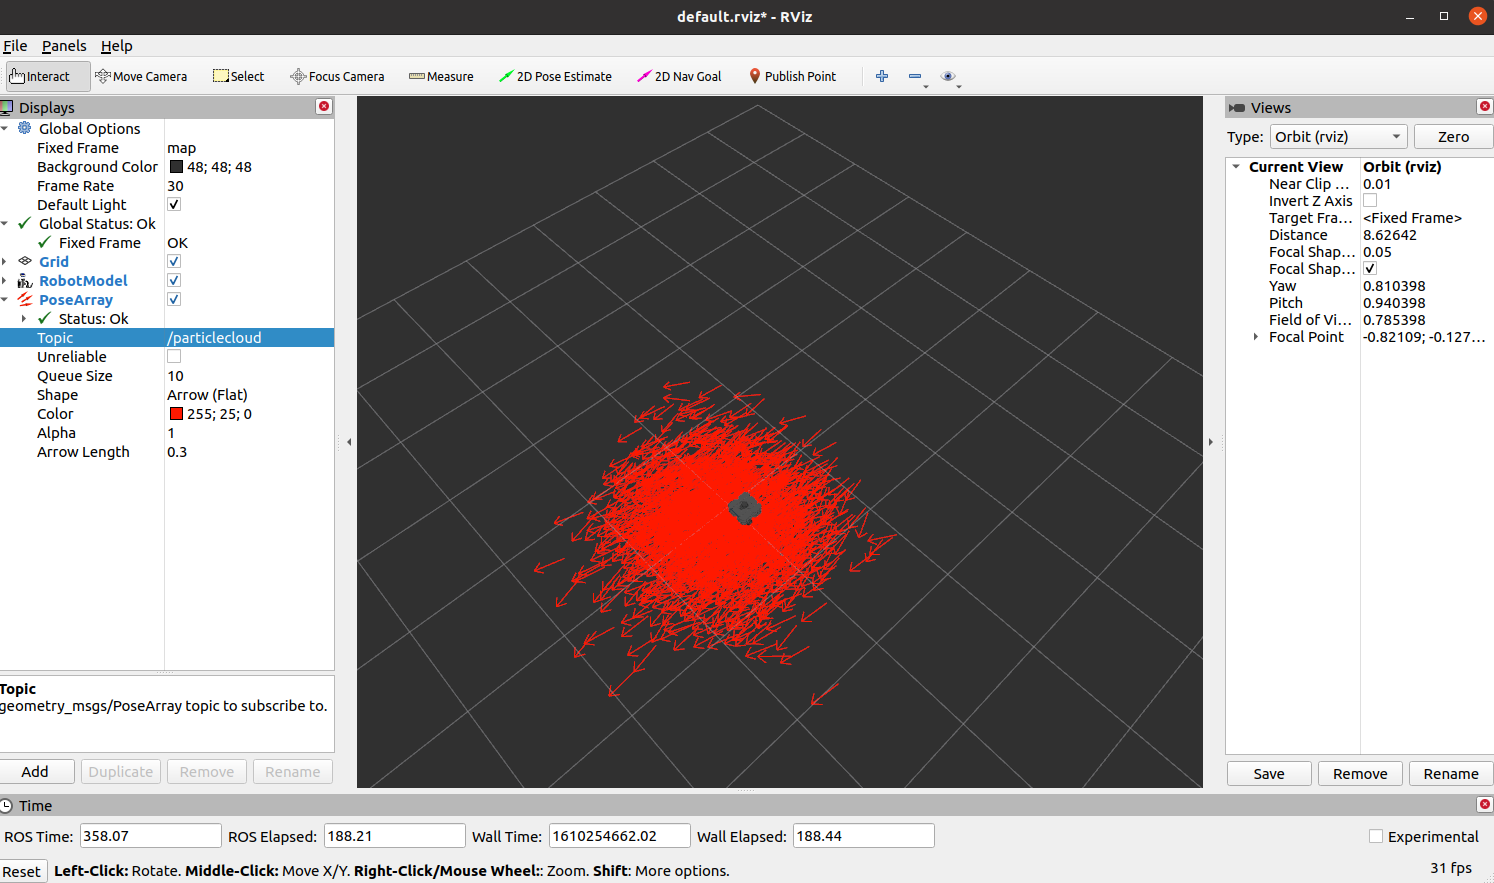 default.rviz* - RViz
File Panels Help
Interact Move Camera Select Focus Camera Measure 2D Pose Estimate 2D Nav Goal Publish Point
Displays
Global Options
Fixed Frame map
Background Color 48; 48; 48
Frame Rate 30
Default Light
Global Status: Ok
Fixed Frame OK
Grid
RobotModel
PoseArray
Status: Ok
Topic /particlecloud
Unreliable
Queue Size 10
Shape Arrow (Flat)
Color 255; 25; 0
Alpha 1
Arrow Length 0.3
Topic
geometry_msgs/PoseArray topic to subscribe to.
Add Duplicate Remove Rename
Views
Type: Orbit (rviz) Zero
Current View Orbit (rviz)
Near Clip ... 0.01
Invert Z Axis
Target Fra... <Fixed Frame>
Distance 8.62642
Focal Shap... 0.05
Focal Shap...
Yaw 0.810398
Pitch 0.940398
Field of Vi... 0.785398
Focal Point -0.82109; -0.127...
Save Remove Rename
Time
ROS Time: 358.07 ROS Elapsed: 188.21 Wall Time: 1610254662.02 Wall Elapsed: 188.44 Experimental
Reset Left-Click: Rotate. Middle-Click: Move X/Y. Right-Click/Mouse Wheel:: Zoom. Shift: More options. 31 fps